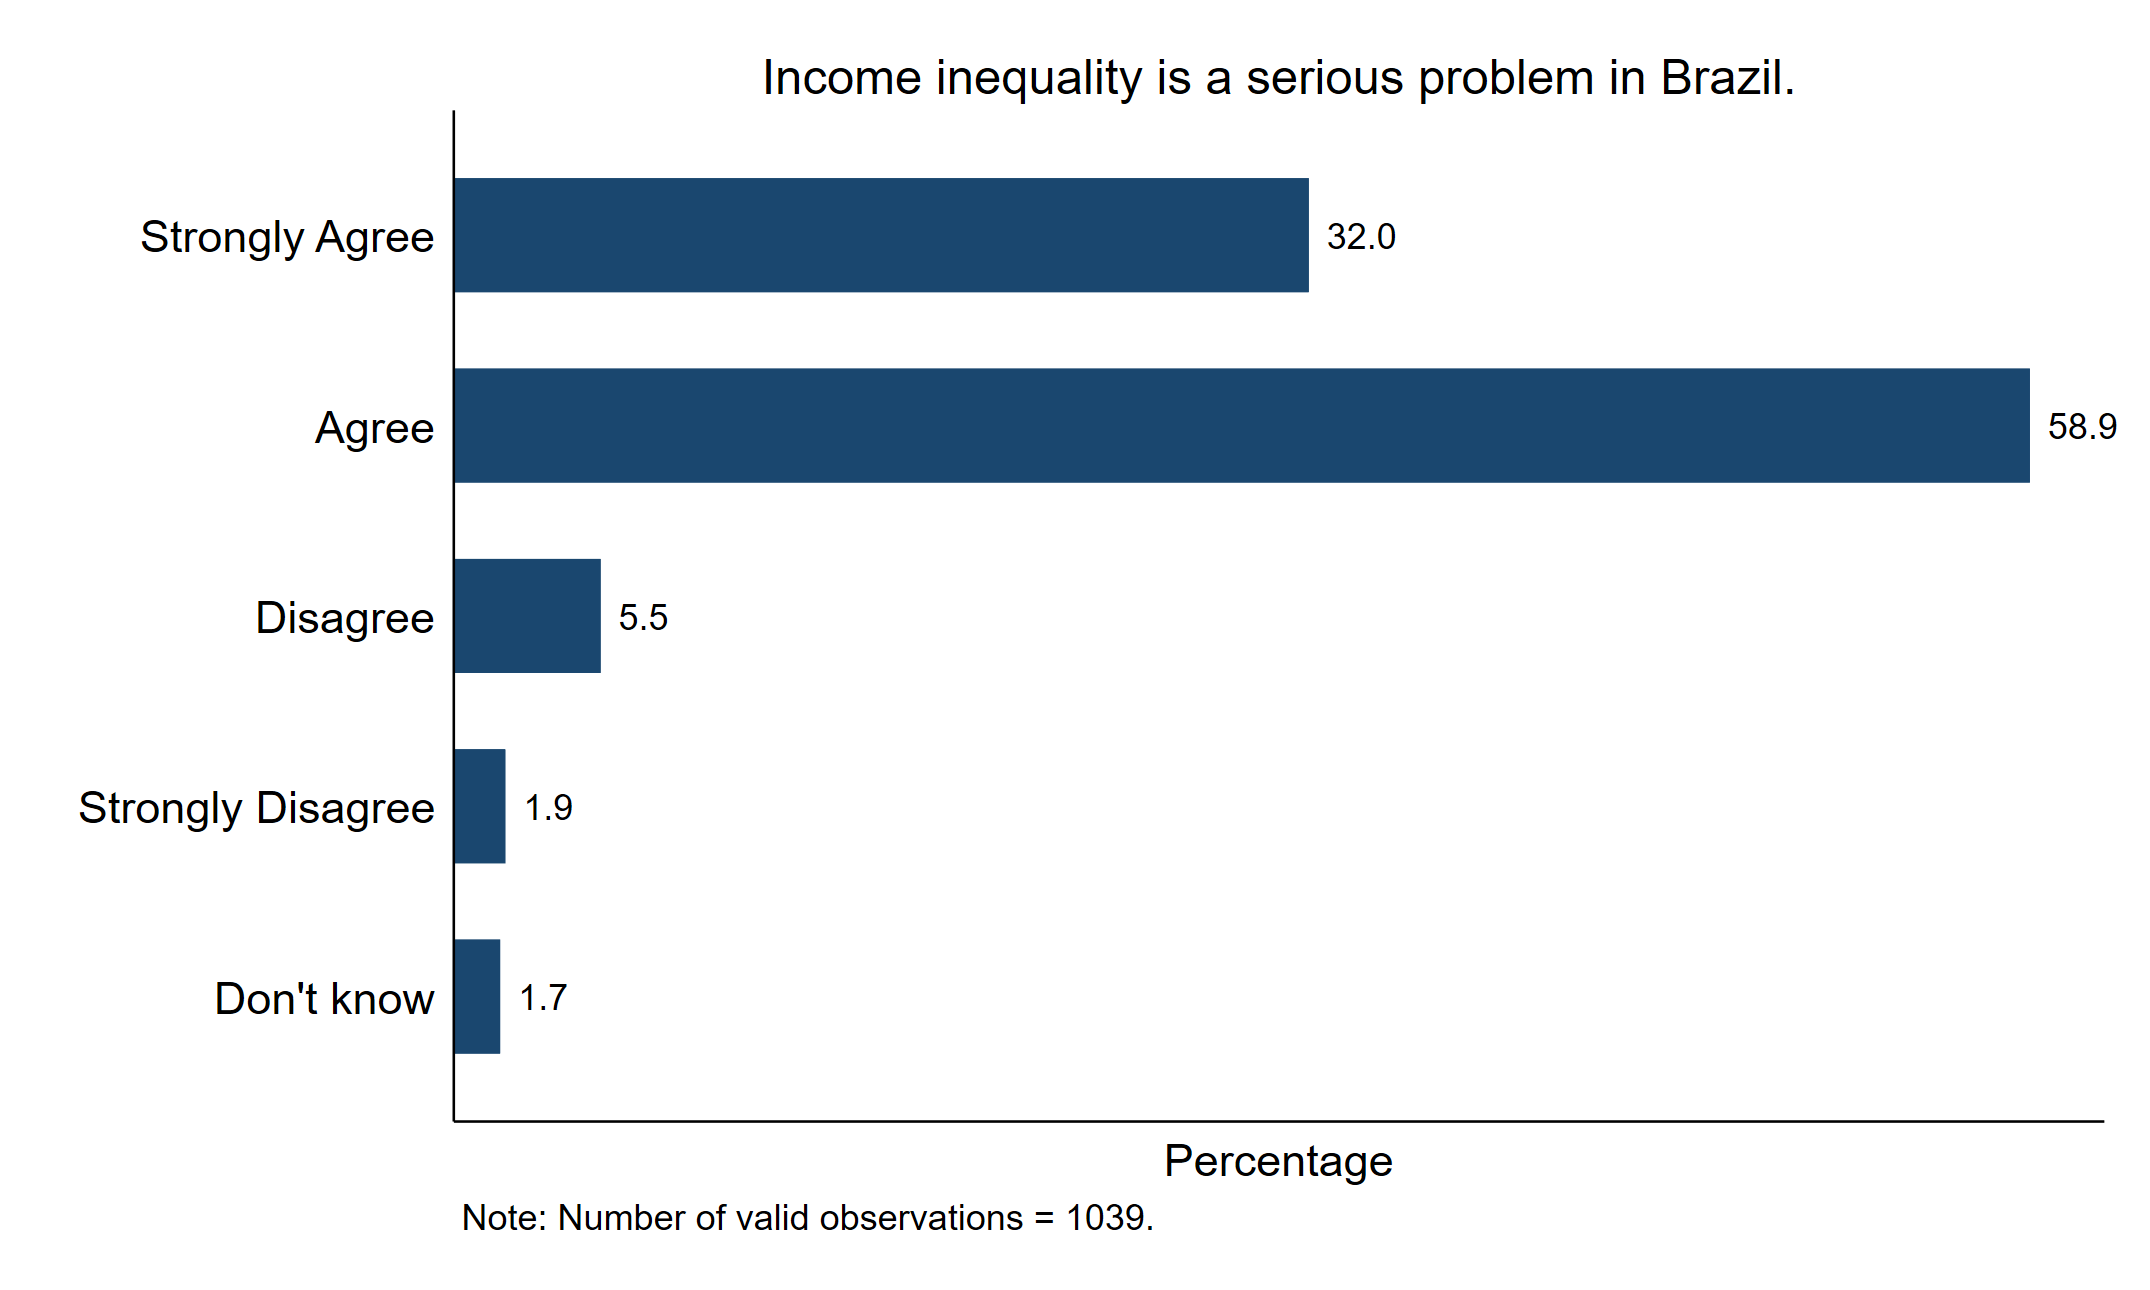 Income inequality is a serious problem in Brazil.
Strongly Agree
32.0
Agree
58.9
Disagree
5.5
Strongly Disagree
1.9
Don't know
1.7
Percentage
Note: Number of valid observations = 1039.